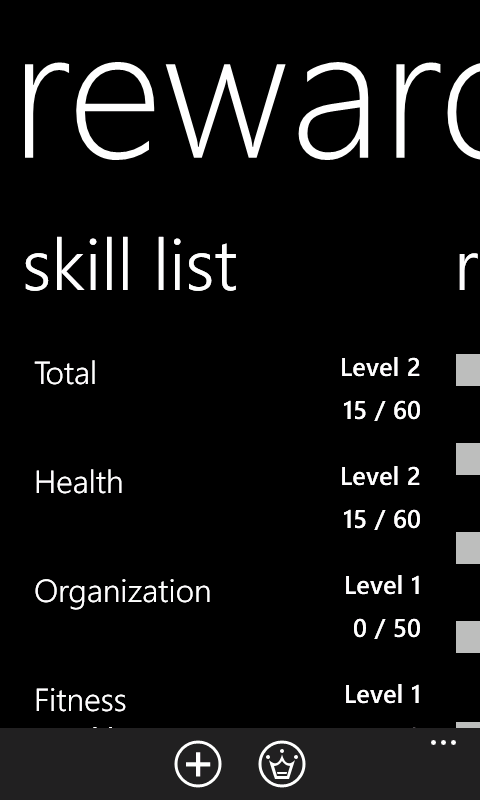 reward
skill list
r
Total
Level 2
15 / 60
Health
Level 2
15 / 60
Organization
Level 1
0 / 50
Fitness
Level 1